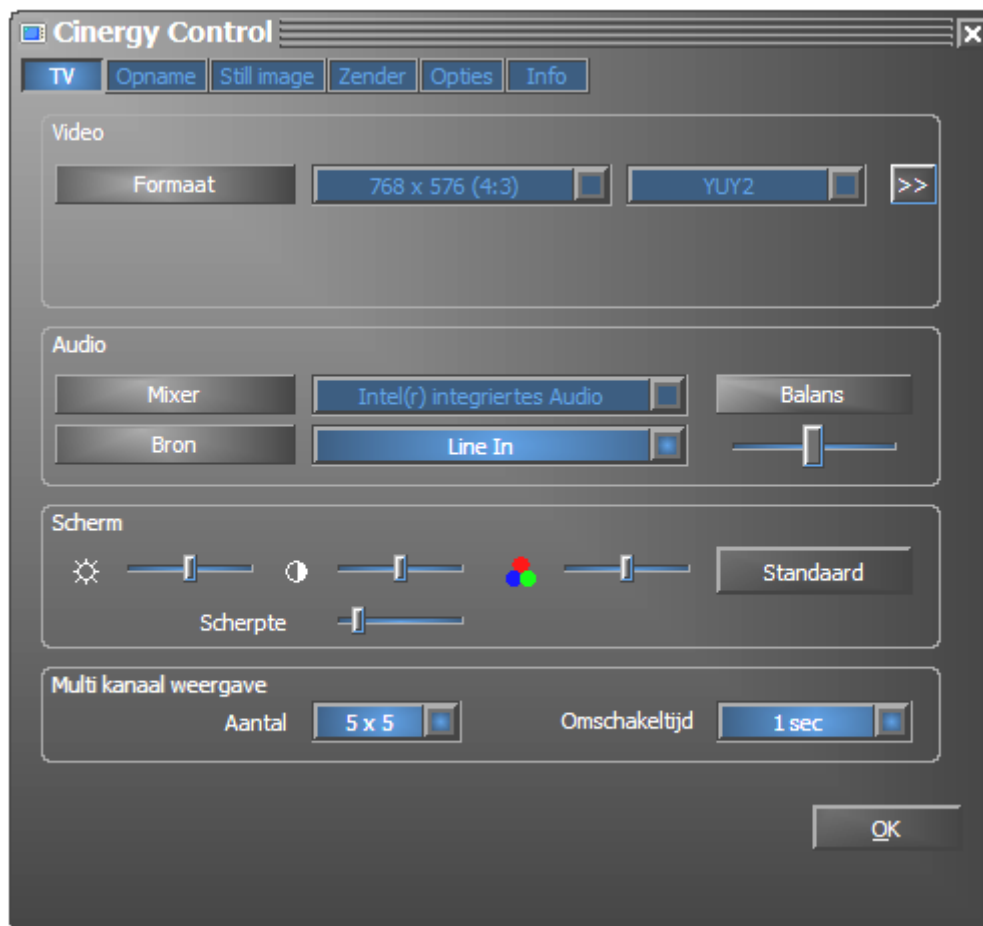 Cinergy Control
TV Opname Still image Zender Opties Info
Video
Formaat 768 x 576 (4:3) YUY2 >>
Audio
Mixer Intel(r) integriertes Audio Balans
Bron Line In
Scherm
Standaard
Scherpte
Multi kanaal weergave
Aantal 5 x 5 Omschakeltijd 1 sec
OK